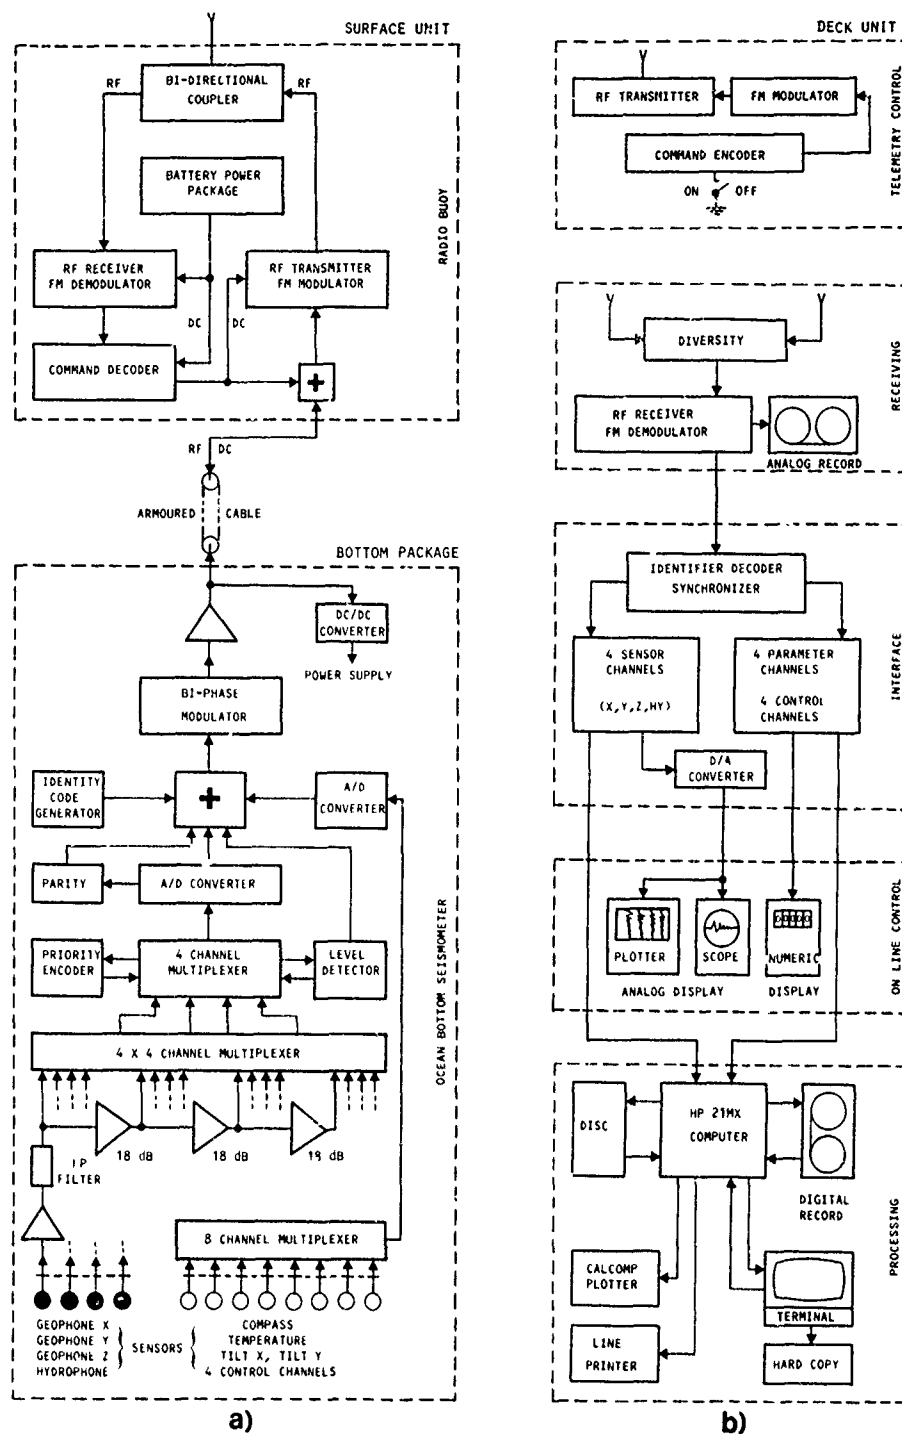 SURFACE UNIT
RF
BI-DIRECTIONAL
COUPLER
RF
BATTERY POWER
PACKAGE
RADIO BUOY
RF RECEIVER
FM DEMODULATOR
RF TRANSMITTER
FM MODULATOR
DC
DC
COMMAND DECODER
+
RF
DC
ARMOURED
CABLE
BOTTOM PACKAGE
DC/DC
CONVERTER
POWER SUPPLY
BI-PHASE
MODULATOR
IDENTITY
CODE
GENERATOR
+
A/D
CONVERTER
PARITY
A/D CONVERTER
PRIORITY
ENCODER
4 CHANNEL
MULTIPLEXER
LEVEL
DETECTOR
OCEAN BOTTOM SEISMOMETER
4 X 4 CHANNEL MULTIPLEXER
18 dB
18 dB
18 dB
FILTER
8 CHANNEL MULTIPLEXER
GEOPHONE X
GEOPHONE Y
GEOPHONE Z
HYDROPHONE
SENSORS
COMPASS
TEMPERATURE
TILT X, TILT Y
4 CONTROL CHANNELS
a)
DECK UNIT
RF TRANSMITTER
FM MODULATOR
COMMAND ENCODER
ON
OFF
TELEMETRY CONTROL
DIVERSITY
RF RECEIVER
FM DEMODULATOR
ANALOG RECORD
RECEIVING
IDENTIFIER DECODER
SYNCHRONIZER
4 SENSOR
CHANNELS
(X,Y,Z,HY)
4 PARAMETER
CHANNELS
4 CONTROL
CHANNELS
D/A
CONVERTER
INTERFACE
PLOTTER
SCOPE
00000
NUMERIC
ANALOG DISPLAY
DISPLAY
ON LINE CONTROL
DISC
HP 21MX
COMPUTER
DIGITAL
RECORD
CALCOMP
PLOTTER
TERMINAL
LINE
PRINTER
HARD COPY
PROCESSING
b)